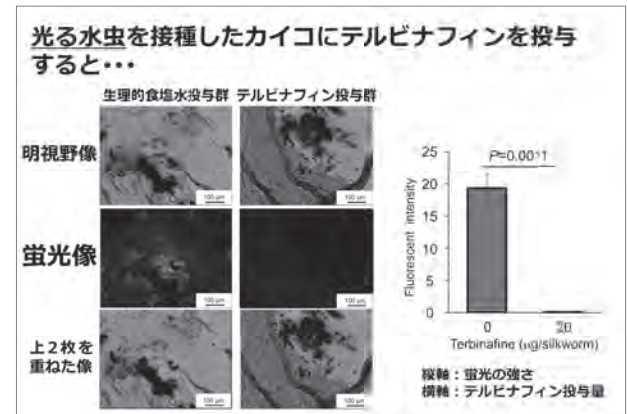 光る水虫を接種したカイコにテルビナフィンを投与
すると･･･
生理的食塩水投与群 テルビナフィン投与群
明視野像
100 μm
100 μm
蛍光像
100 μm
100 μm
上２枚を
重ねた像
100 μm
100 μm
P=0.0011
Fluorescent intensity
25
20
15
10
5
0
0
20
Terbinafine (μg/silkworm)
縦軸：蛍光の強さ
横軸：テルビナフィン投与量